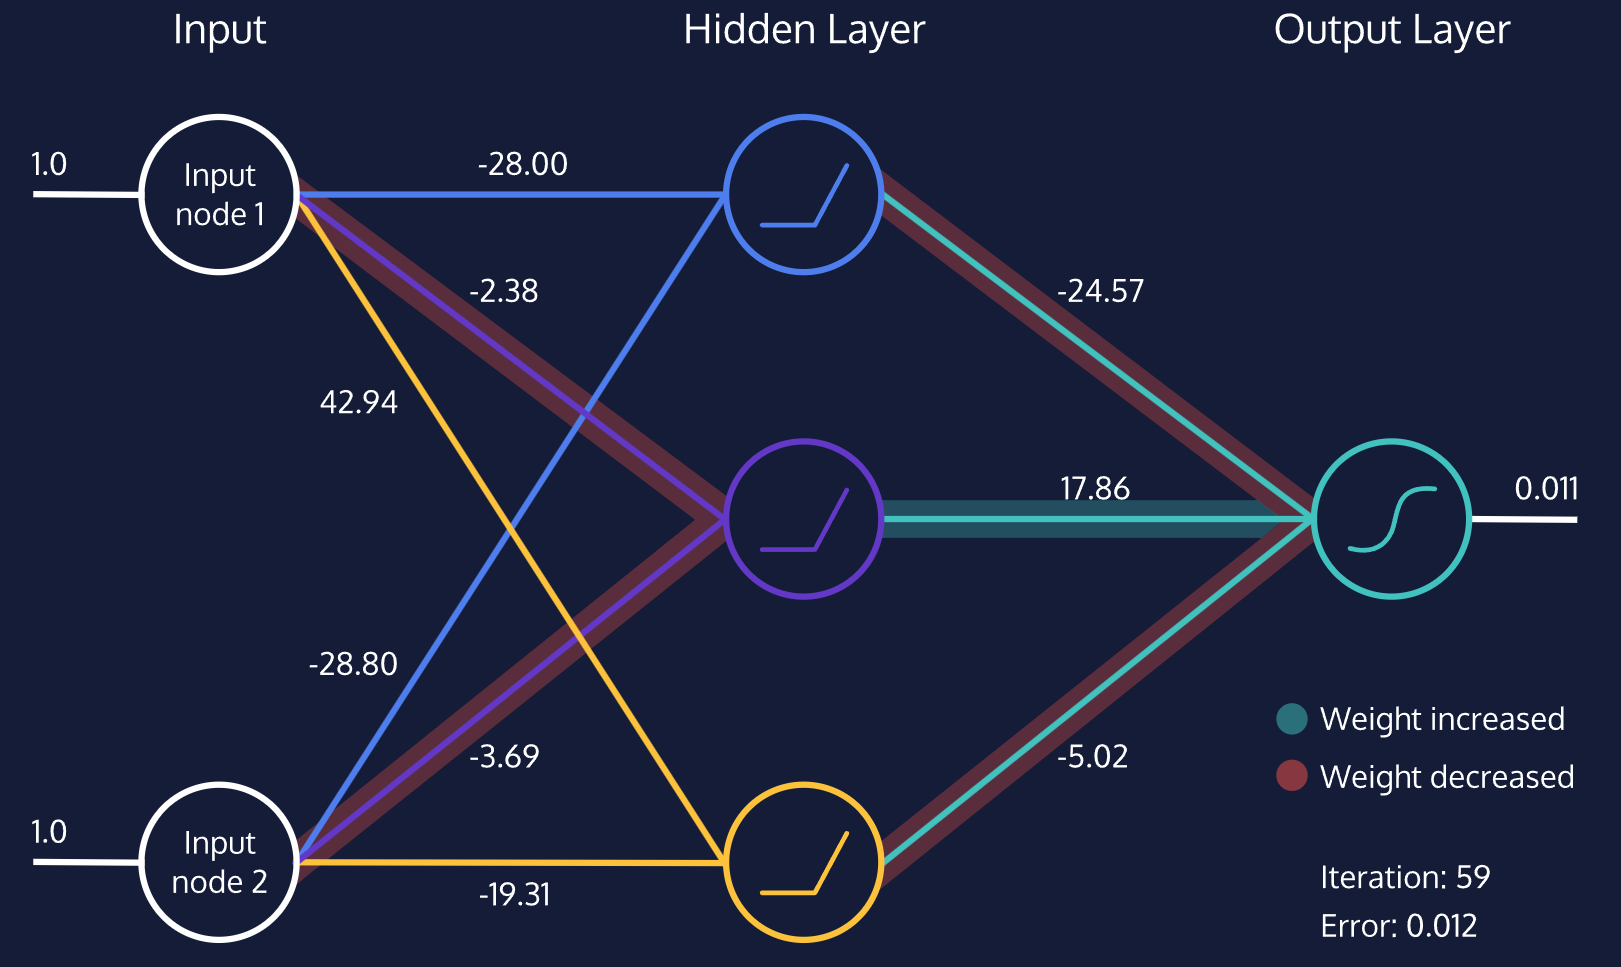 Input
Hidden Layer
Output Layer
1.0
Input
node 1
-28.00
-2.38
42.94
-24.57
17.86
0.011
-28.80
-3.69
-5.02
Weight increased
Weight decreased
1.0
Input
node 2
-19.31
Iteration: 59
Error: 0.012